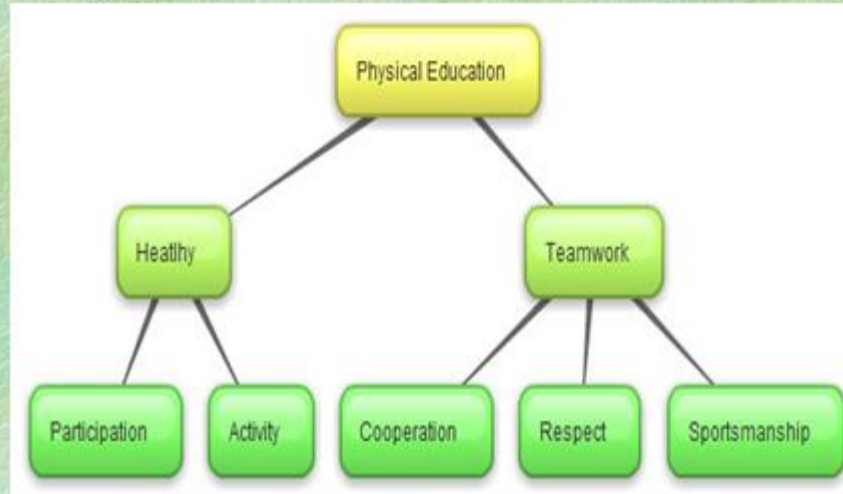 Physical Education
Heatlhy
Teamwork
Participation
Activity
Cooperation
Respect
Sportsmanship